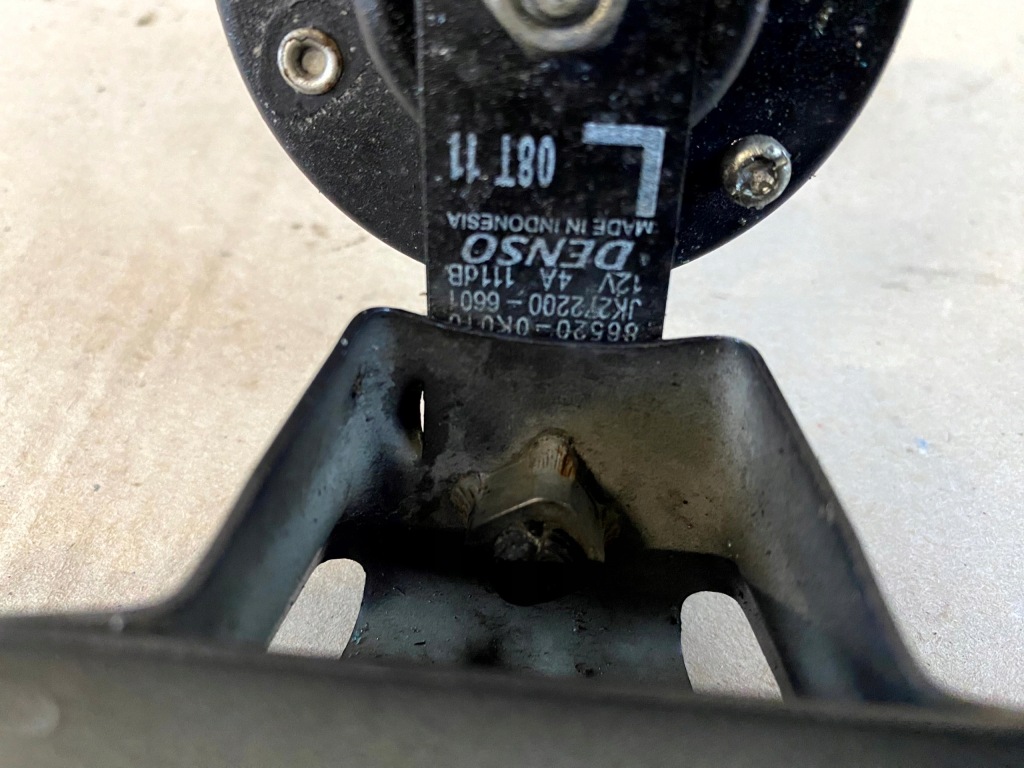 86520-0K010
JK272200-6601
12V 4A 111dB
DENSO
MADE IN INDONESIA
L 08T 11